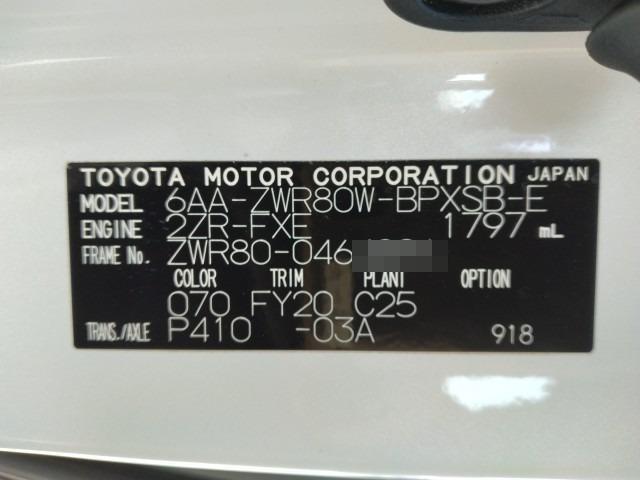 TOYOTA MOTOR CORPORATION JAPAN
MODEL 6AA-ZWR80W-BPXSB-E
ENGINE 2ZR-FXE 1797 mL
FRAME No. ZWR80-046
COLOR TRIM PLANT OPTION
070 FY20 C25
TRANS./AXLE P410 -03A 918